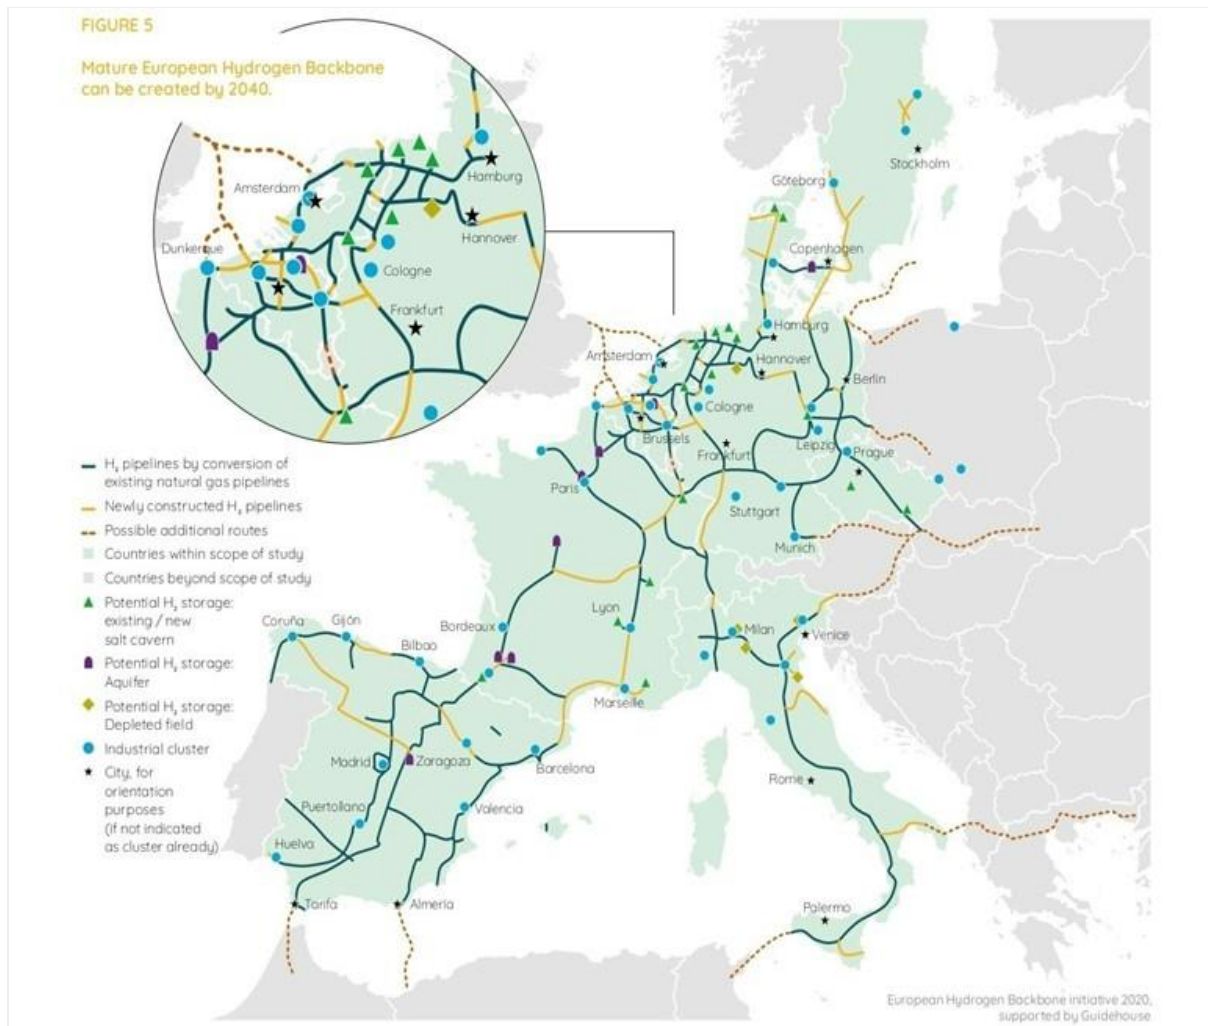 FIGURE 5
Mature European Hydrogen Backbone
can be created by 2040.
Amsterdam
Hamburg
Dunkerque
Hannover
Cologne
Frankfurt
Stockholm
Göteborg
Copenhagen
Hamburg
Amsterdam
Hannover
Berlin
Cologne
Brussels
Leipzig
Frankfurt
Prague
Paris
Stuttgart
Munich
H₂ pipelines by conversion of
existing natural gas pipelines
Newly constructed H₂ pipelines
Possible additional routes
Countries within scope of study
Countries beyond scope of study
Potential H₂ storage:
existing / new
salt cavern
Potential H₂ storage:
Aquifer
Potential H₂ storage:
Depleted field
Industrial cluster
City, for
orientation
purposes
(if not indicated
as cluster already)
Lyon
Coruña
Gijón
Bordeaux
Milan
Venice
Bilbao
Marseille
Madrid
Zaragoza
Barcelona
Rome
Puertollano
Valencia
Huelva
Tarifa
Almería
Palermo
European Hydrogen Backbone initiative 2020,
supported by Guidehouse